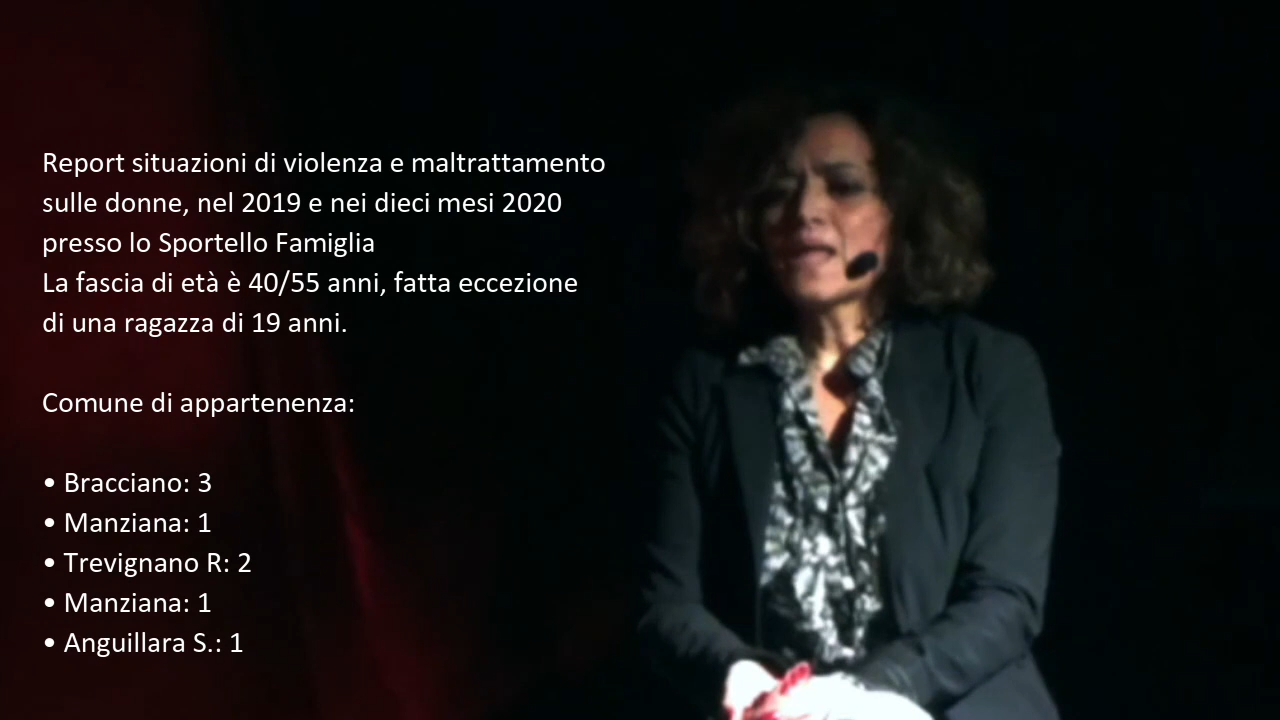 Report situazioni di violenza e maltrattamento
sulle donne, nel 2019 e nei dieci mesi 2020
presso lo Sportello Famiglia
La fascia di età è 40/55 anni, fatta eccezione
di una ragazza di 19 anni.
Comune di appartenenza:
• Bracciano: 3
• Manziana: 1
• Trevignano R: 2
• Manziana: 1
• Anguillara S.: 1